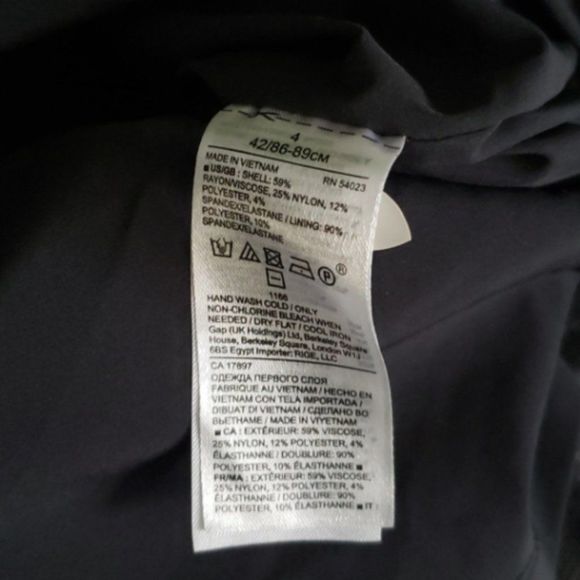 4
42/86-89CM
MADE IN VIETNAM RN 54023
■ US/GB : SHELL: 59%
RAYON/VISCOSE, 25% NYLON, 12%
POLYESTER, 4%
SPANDEX/ELASTANE / LINING: 90%
POLYESTER, 10%
SPANDEX/ELASTANE
P ®
1166
HAND WASH COLD / ONLY
NON-CHLORINE BLEACH WHEN
NEEDED / DRY FLAT / COOL IRON
Gap (UK Holdings) Ltd, Berkeley Square
House, Berkeley Square, London W1J
6BS Egypt Importer: RIGE, LLC
CA 17897
ОДЕЖДА ПЕРВОГО СЛОЯ
FABRIQUÉ AU VIETNAM / HECHO EN
VIETNAM CON TELA IMPORTADA /
DIBUAT DI VIETNAM / СДЕЛАНО ВО
ВЬЕТНАМЕ / MADE IN VIYETNAM
■ CA : EXTÉRIEUR: 59% VISCOSE,
25% NYLON, 12% POLYESTER, 4%
ÉLASTHANNE / DOUBLURE: 90%
POLYESTER, 10% ÉLASTHANNE ■
FR/MA : EXTÉRIEUR: 59% VISCOSE,
25% NYLON, 12% POLYESTER, 4%
ÉLASTHANNE / DOUBLURE: 90%
POLYESTER, 10% ÉLASTHANNE ■ IT :